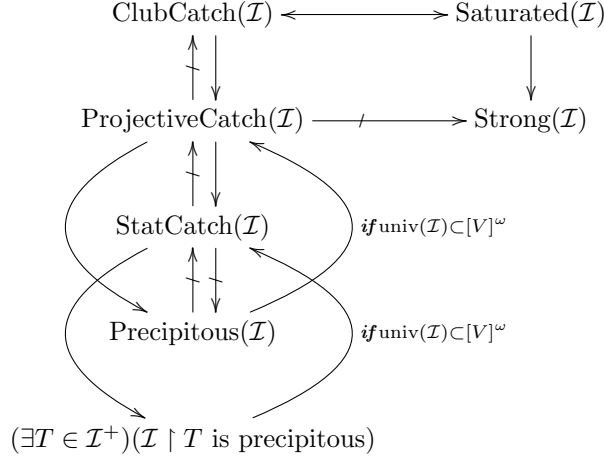 ClubCatch(ℐ) Saturated(ℐ)
ProjectiveCatch(ℐ) Strong(ℐ)
StatCatch(ℐ) if univ(ℐ)⊂[V]^ω
Precipitous(ℐ) if univ(ℐ)⊂[V]^ω
(∃T ∈ ℐ⁺)(ℐ ↾ T is precipitous)